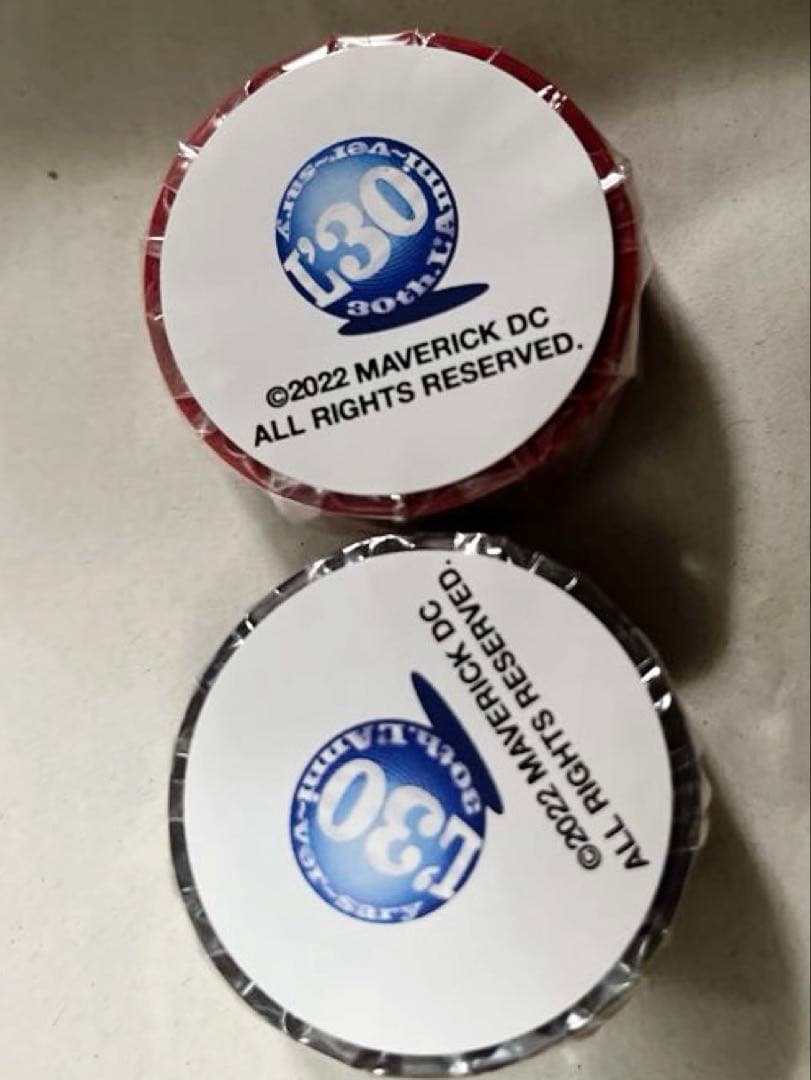 L'30
30th.L'Anni~ver~sary
©2022 MAVERICK DC
ALL RIGHTS RESERVED.
L'30
30th.L'Anni~ver~sary
©2022 MAVERICK DC
ALL RIGHTS RESERVED.